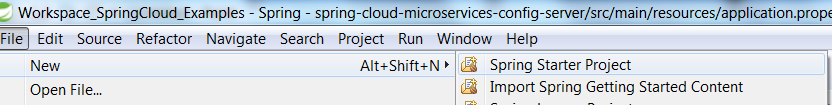 Workspace_SpringCloud_Examples - Spring - spring-cloud-microservices-config-server/src/main/resources/application.prope
File Edit Source Refactor Navigate Search Project Run Window Help
New Alt+Shift+N Spring Starter Project
Open File... Import Spring Getting Started Content